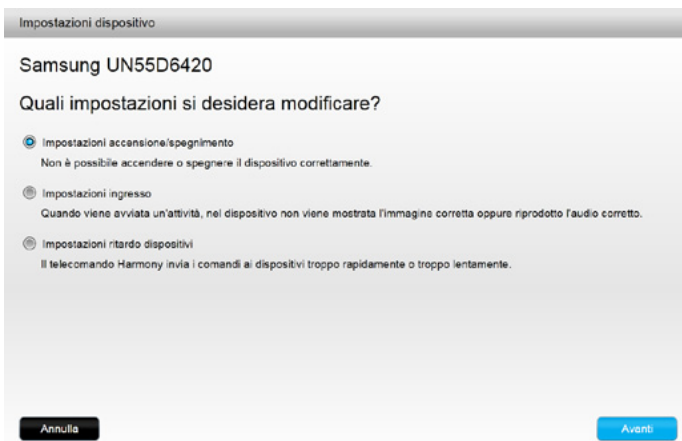 Impostazioni dispositivo
Samsung UN55D6420
Quali impostazioni si desidera modificare?
Impostazioni accensione/spegnimento
Non è possibile accendere o spegnere il dispositivo correttamente.
Impostazioni ingresso
Quando viene avviata un'attività, nel dispositivo non viene mostrata l'immagine corretta oppure riprodotto l'audio corretto.
Impostazioni ritardo dispositivi
Il telecomando Harmony invia i comandi ai dispositivi troppo rapidamente o troppo lentamente.
Annulla
Avanti